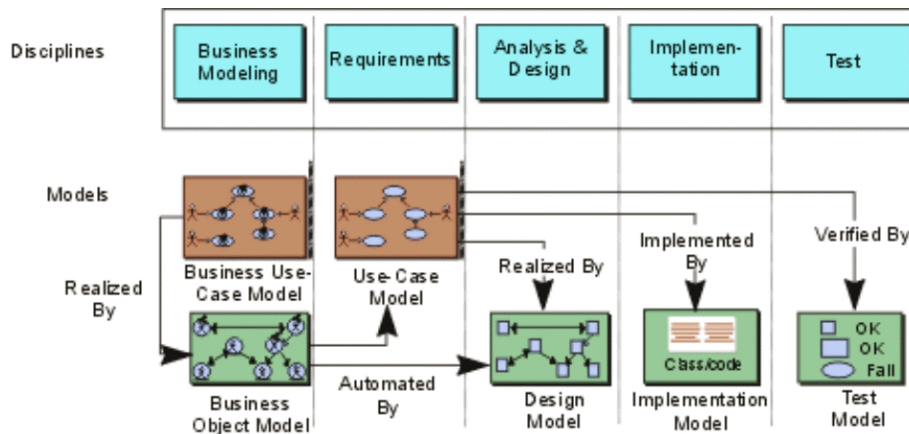 Disciplines
Business
Modeling
Requirements
Analysis &
Design
Implemen-
tation
Test
Models
Business Use-
Case Model
Use- Case
Model
Realized
By
Realized By
Implemented
By
Verified By
Automated
By
Business
Object Model
Design
Model
Class/code
Implementation
Model
OK
OK
Fail
Test
Model